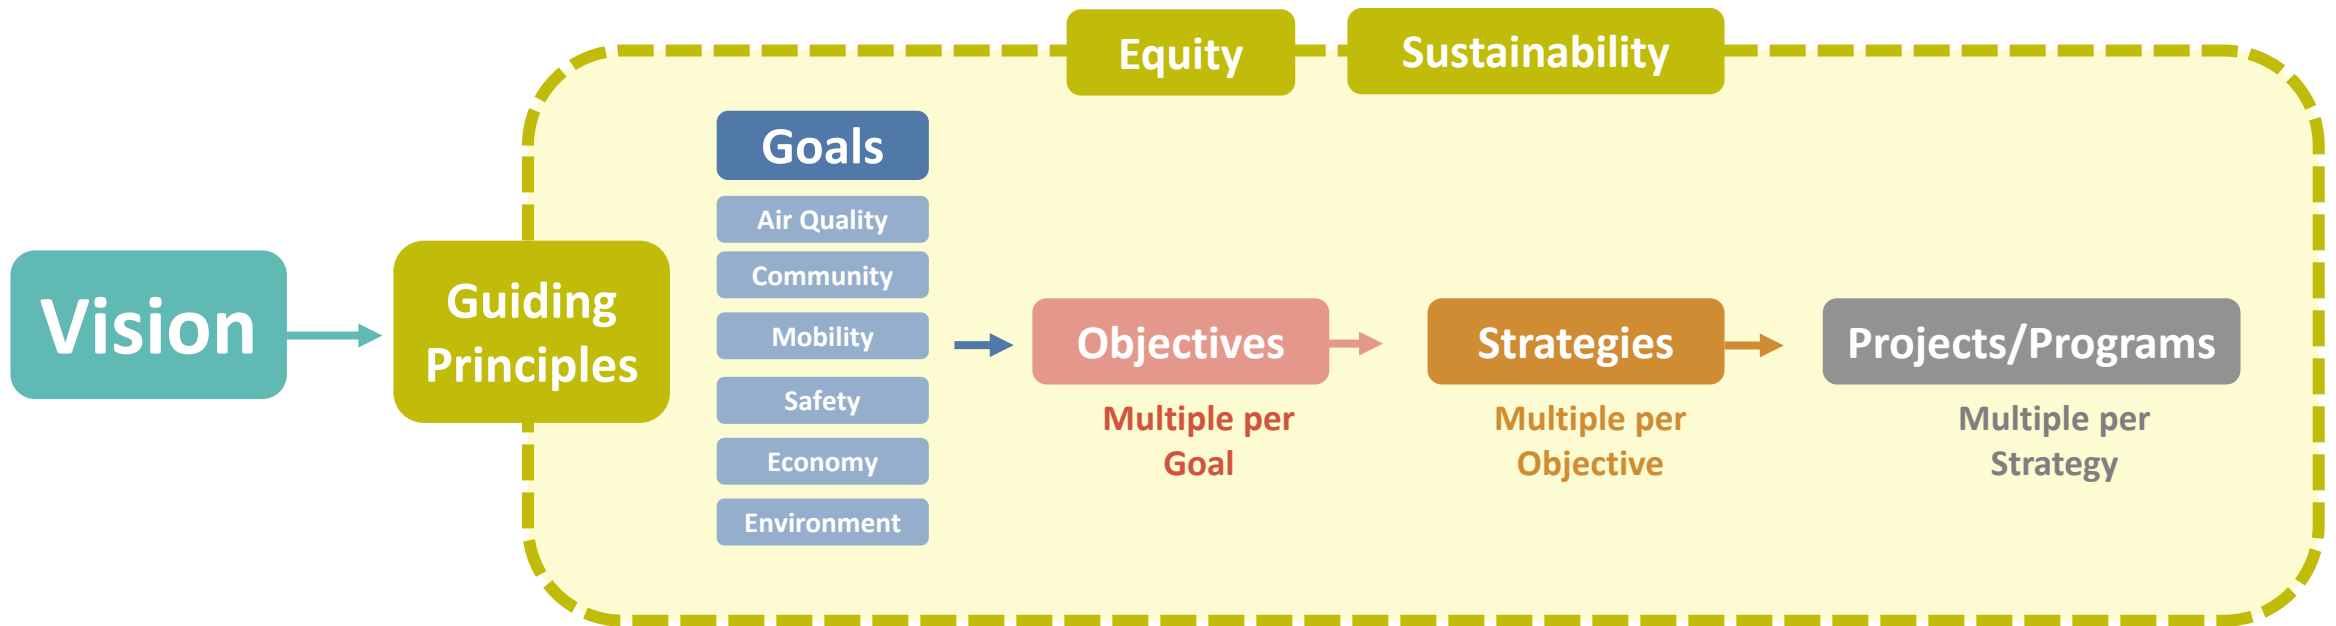 Equity
Sustainability
Goals
Air Quality
Community
Mobility
Safety
Economy
Environment
Vision
Guiding
Principles
Objectives
Multiple per
Goal
Strategies
Multiple per
Objective
Projects/Programs
Multiple per
Strategy